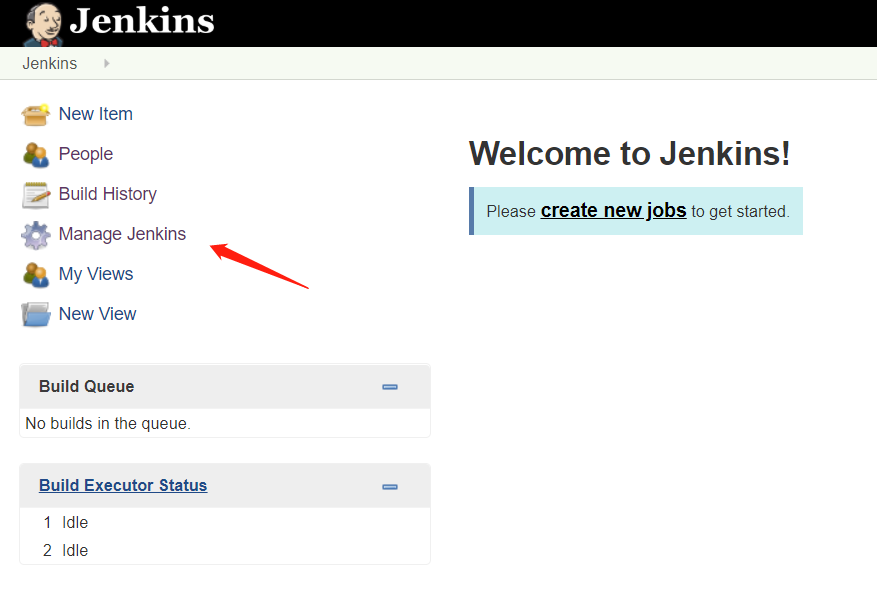 Jenkins
Jenkins
New Item
People
Build History
Manage Jenkins
My Views
New View
Build Queue
No builds in the queue.
Build Executor Status
1 Idle
2 Idle
Welcome to Jenkins!
Please create new jobs to get started.